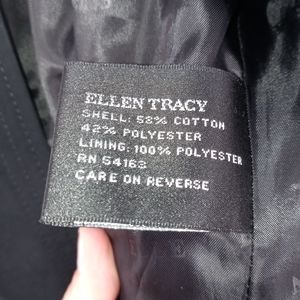 ELLEN TRACY
SHELL: 58% COTTON
42% POLYESTER
LINING: 100% POLYESTER
RN 54163
CARE ON REVERSE